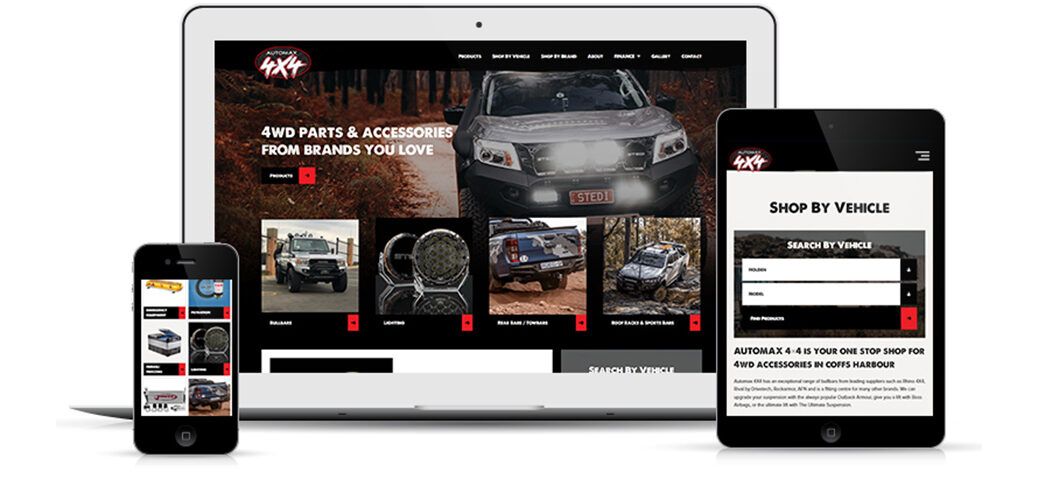 AUTOMAX
4X4
PRODUCTS
SHOP BY VEHICLE
SHOP BY BRAND
ABOUT
FINANCE
GALLERY
CONTACT
4WD PARTS & ACCESSORIES
FROM BRANDS YOU LOVE
PRODUCTS
STEDI
BULLBARS
LIGHTING
REAR BARS / TOWBARS
ROOF RACKS & SPORTS BARS
SEARCH BY VEHICLE
EMERGENCY
EQUIPMENT
FILTRATION
LIGHTING
AUTOMAX
4X4
SHOP BY VEHICLE
SEARCH BY VEHICLE
HOLDEN
MODEL
FIND PRODUCTS
AUTOMAX 4×4 IS YOUR ONE STOP SHOP FOR
4WD ACCESSORIES IN COFFS HARBOUR
Automax 4X4 has an exceptional range of bullbars from leading suppliers such as Rhino 4X4,
Rival by Drivetech, Rockarmor, AFN and is a fitting centre for many other brands. We can
upgrade your suspension with the always popular Outback Armour, give you a lift with Boss
Airbags, or the ultimate lift with The Ultimate Suspension.